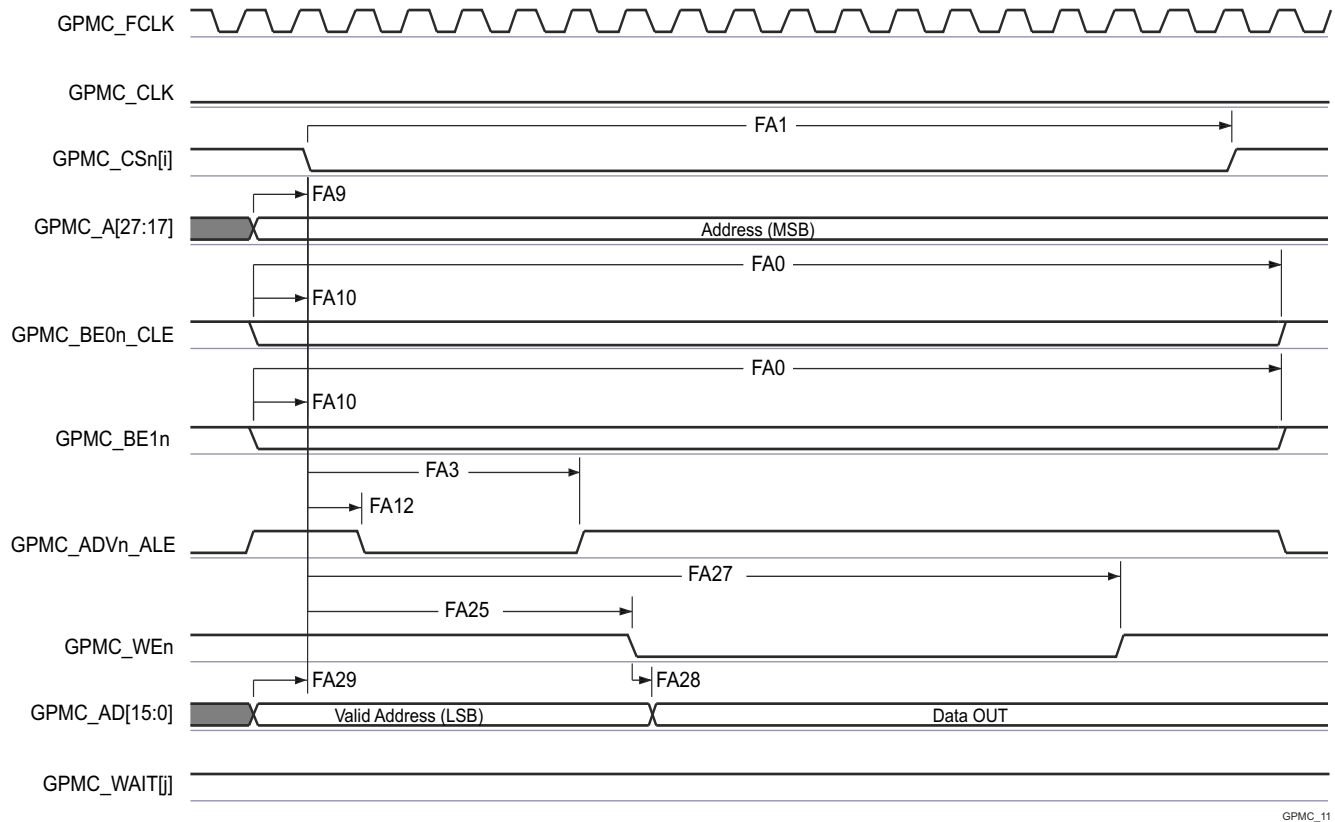 GPMC_FCLK
GPMC_CLK
FA1
GPMC_CSn[i]
FA9
GPMC_A[27:17]
Address (MSB)
FA0
FA10
GPMC_BE0n_CLE
FA0
FA10
GPMC_BE1n
FA3
FA12
GPMC_ADVn_ALE
FA27
FA25
GPMC_WEn
FA29
FA28
GPMC_AD[15:0]
Valid Address (LSB)
Data OUT
GPMC_WAIT[j]
GPMC_11